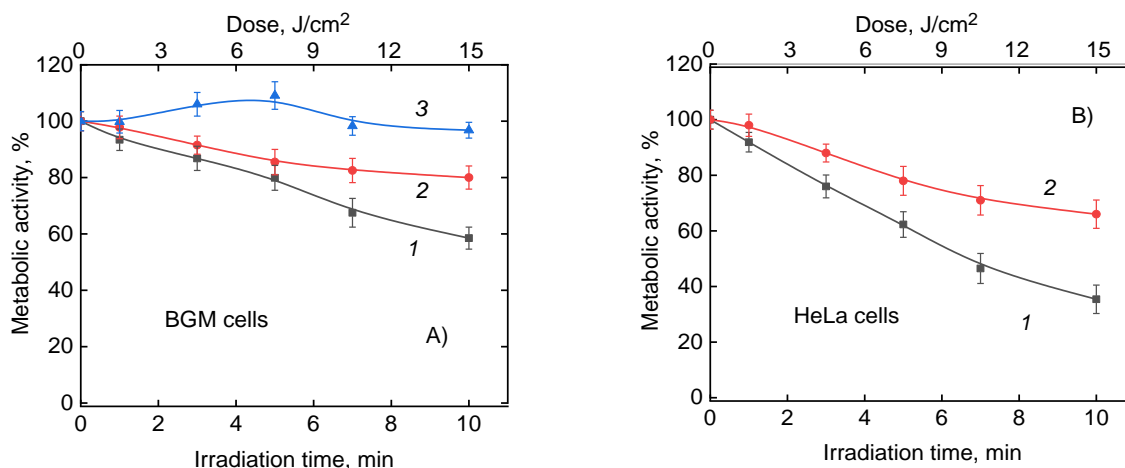 Dose, J/cm2
0 3 6 9 12 15
120
100
80
60
40
20
0
Metabolic activity, %
3
2
1
BGM cells
A)
0 2 4 6 8 10
Irradiation time, min
Dose, J/cm2
0 3 6 9 12 15
120
100
80
60
40
20
0
Metabolic activity, %
B)
2
1
HeLa cells
0 2 4 6 8 10
Irradiation time, min